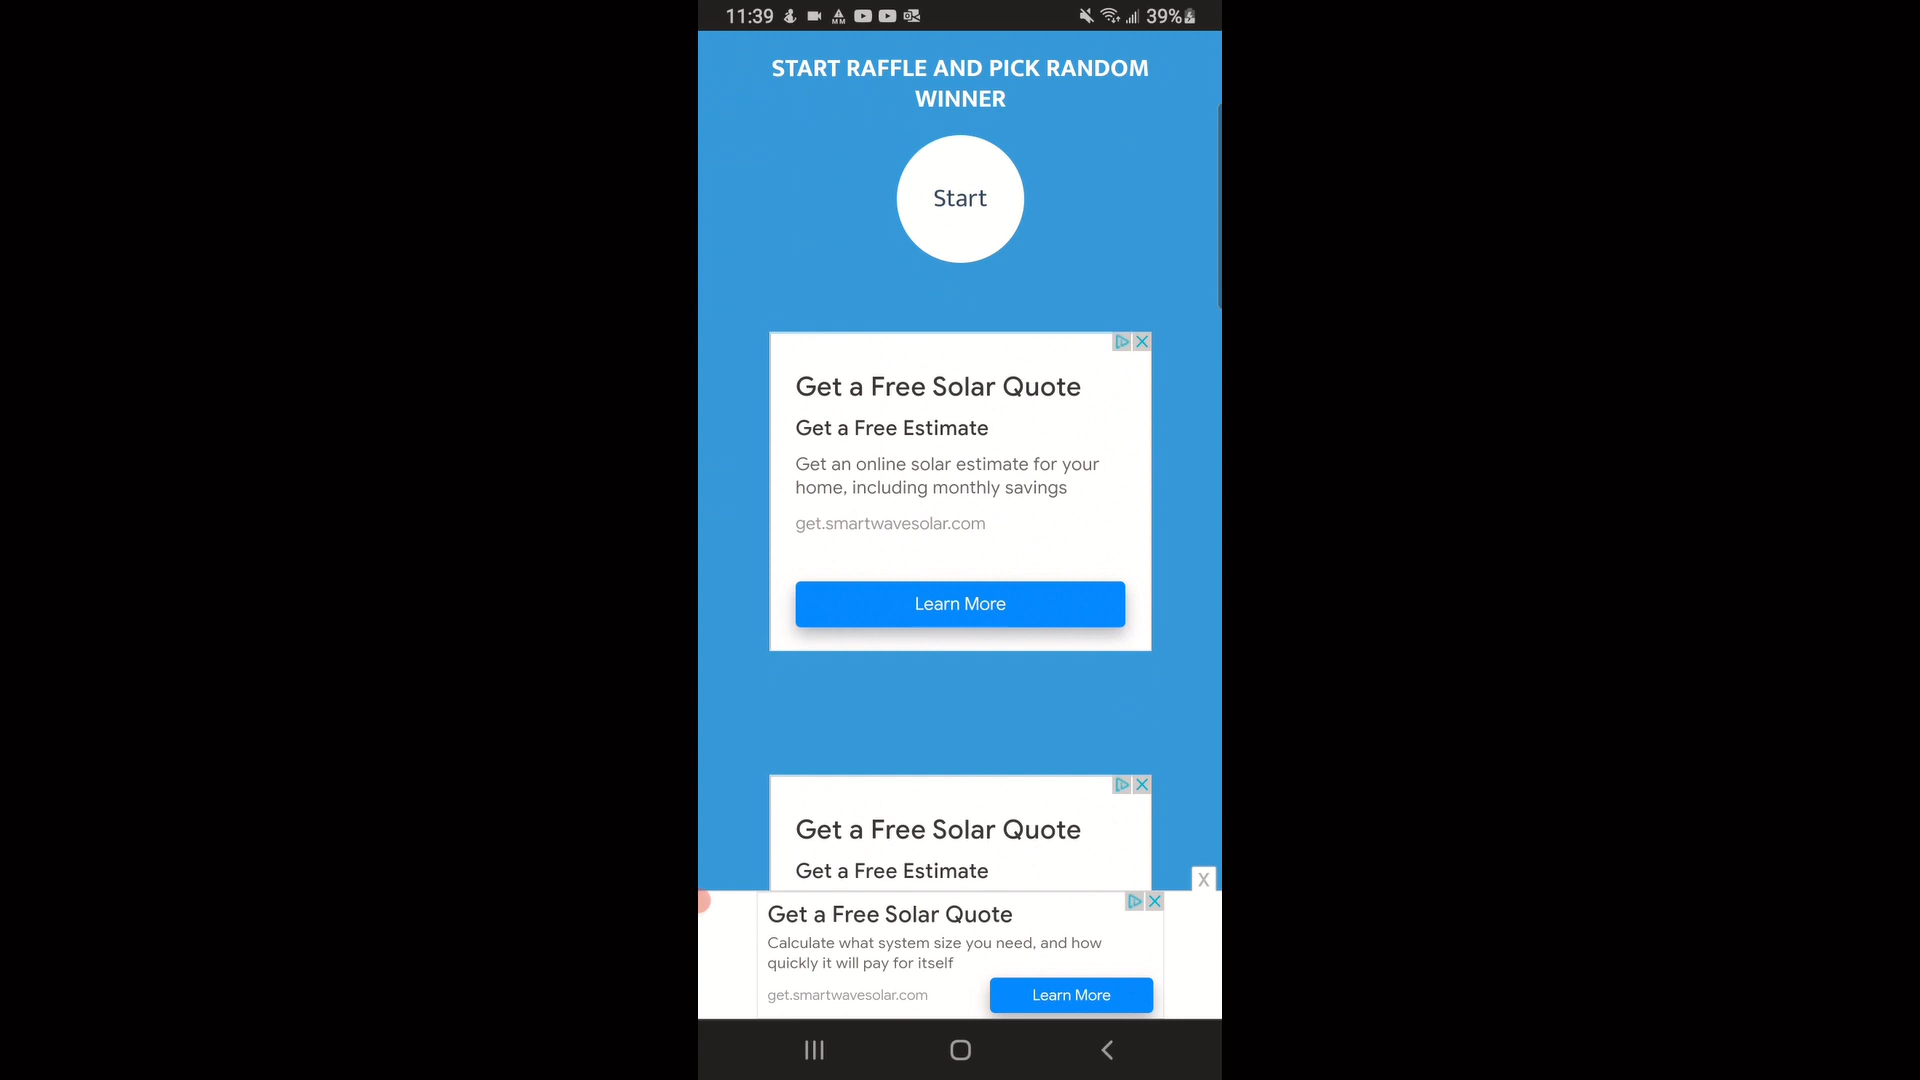 11:39
39%
START RAFFLE AND PICK RANDOM
WINNER
Start
Get a Free Solar Quote
Get a Free Estimate
Get an online solar estimate for your
home, including monthly savings
get.smartwavesolar.com
Learn More
Get a Free Solar Quote
Get a Free Estimate
X
Get a Free Solar Quote
Calculate what system size you need, and how
quickly it will pay for itself
get.smartwavesolar.com
Learn More